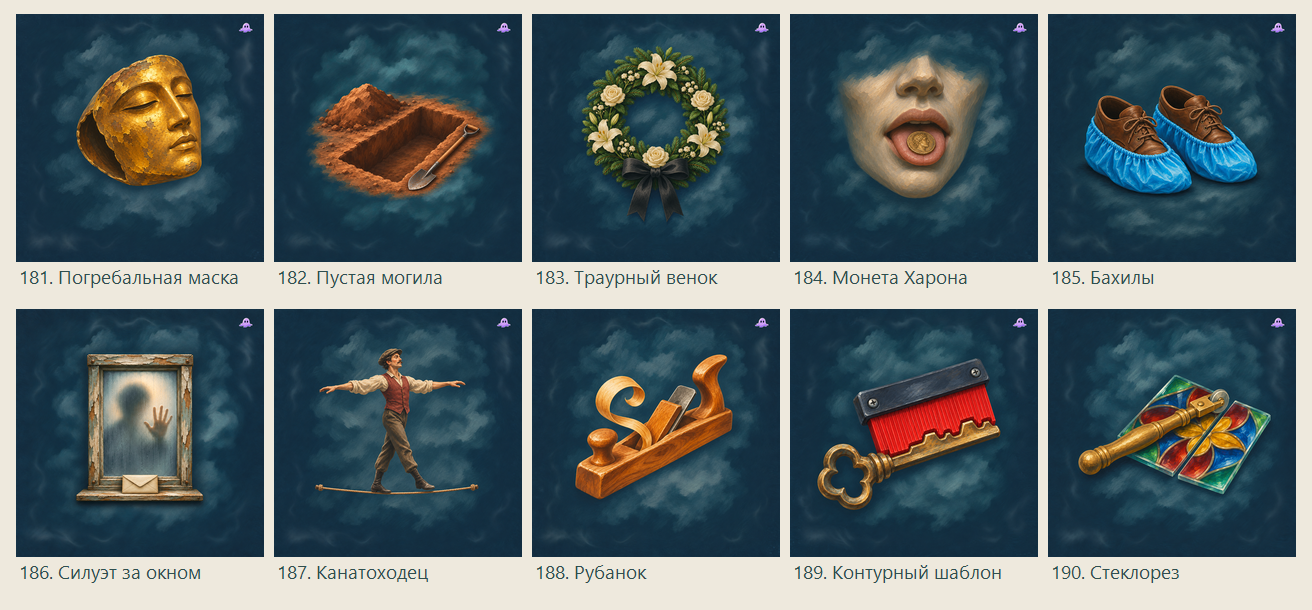 181. Погребальная маска
182. Пустая могила
183. Траурный венок
184. Монета Харона
185. Бахилы
186. Силуэт за окном
187. Канатоходец
188. Рубанок
189. Контурный шаблон
190. Стеклорез